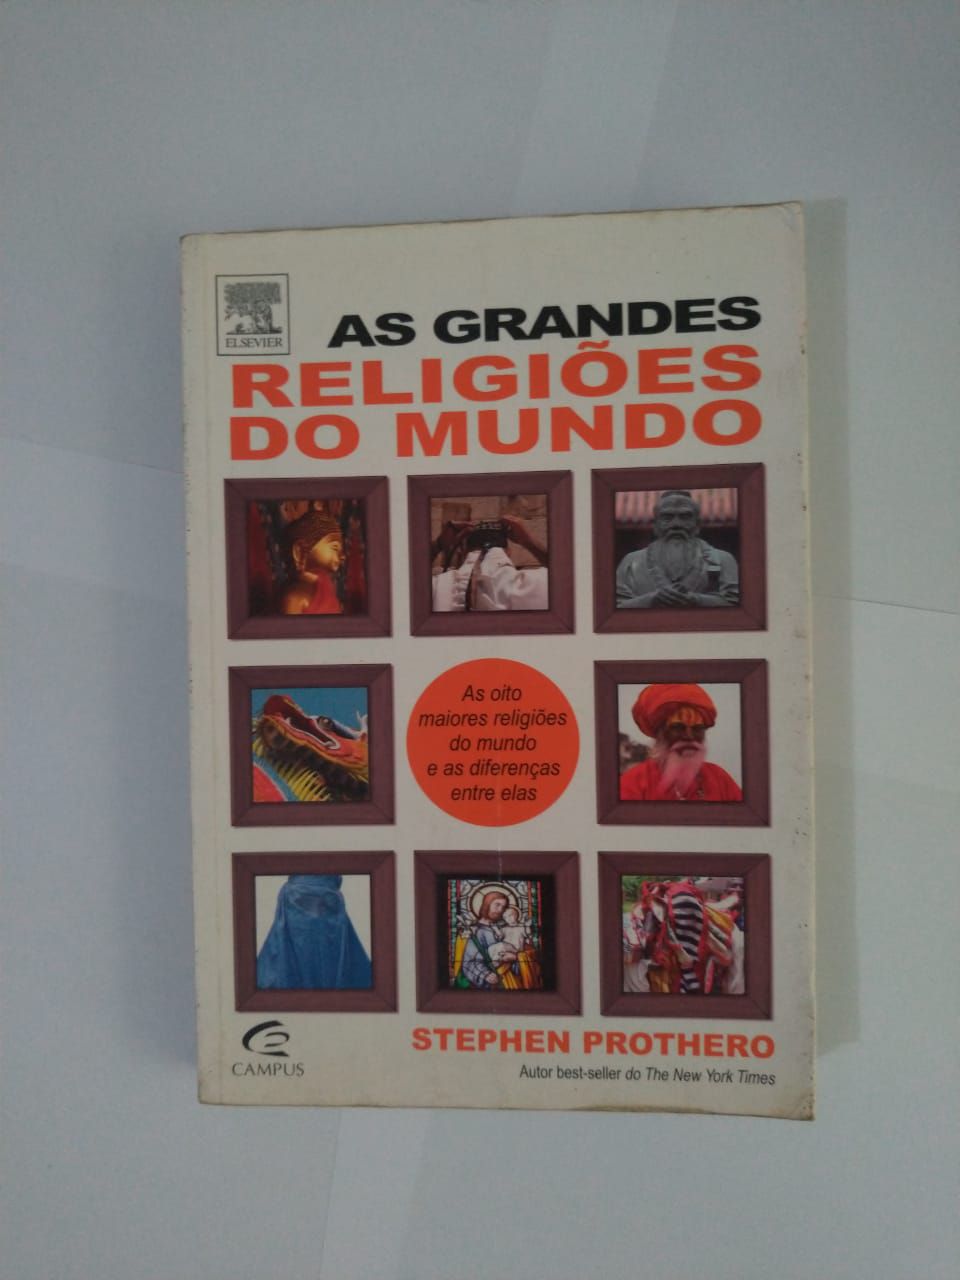 ELSEVIER
AS GRANDES
RELIGIÕES
DO MUNDO
As oito
maiores religiões
do mundo
e as diferenças
entre elas
CAMPUS
STEPHEN PROTHERO
Autor best-seller do The New York Times